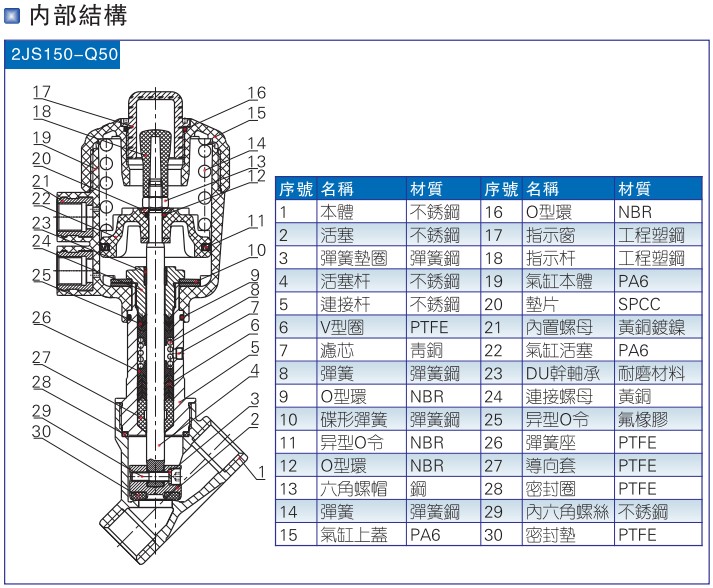 内部結構
2JS150-Q50
17
18
19
20
21
22
23
24
25
26
27
28
29
30
16
15
14
13
12
11
10
9
8
7
6
5
4
3
2
1
序號 名稱 材質 序號 名稱 材質
1 本體 不銹鋼 16 O型環 NBR
2 活塞 不銹鋼 17 指示窗 工程塑鋼
3 彈簧墊圈 彈簧鋼 18 指示杆 工程塑鋼
4 活塞杆 不銹鋼 19 氣缸本體 PA6
5 連接杆 不銹鋼 20 墊片 SPCC
6 V型圈 PTFE 21 內置螺母 黃銅鍍鎳
7 濾芯 靑銅 22 氣缸活塞 PA6
8 彈簧 彈簧鋼 23 DU幹軸承 耐磨材料
9 O型環 NBR 24 連接螺母 黃銅
10 碟形彈簧 彈簧鋼 25 异型O令 氟橡膠
11 异型O令 NBR 26 彈簧座 PTFE
12 O型環 NBR 27 導向套 PTFE
13 六角螺帽 鋼 28 密封圈 PTFE
14 彈簧 彈簧鋼 29 內六角螺絲 不銹鋼
15 氣缸上蓋 PA6 30 密封墊 PTFE